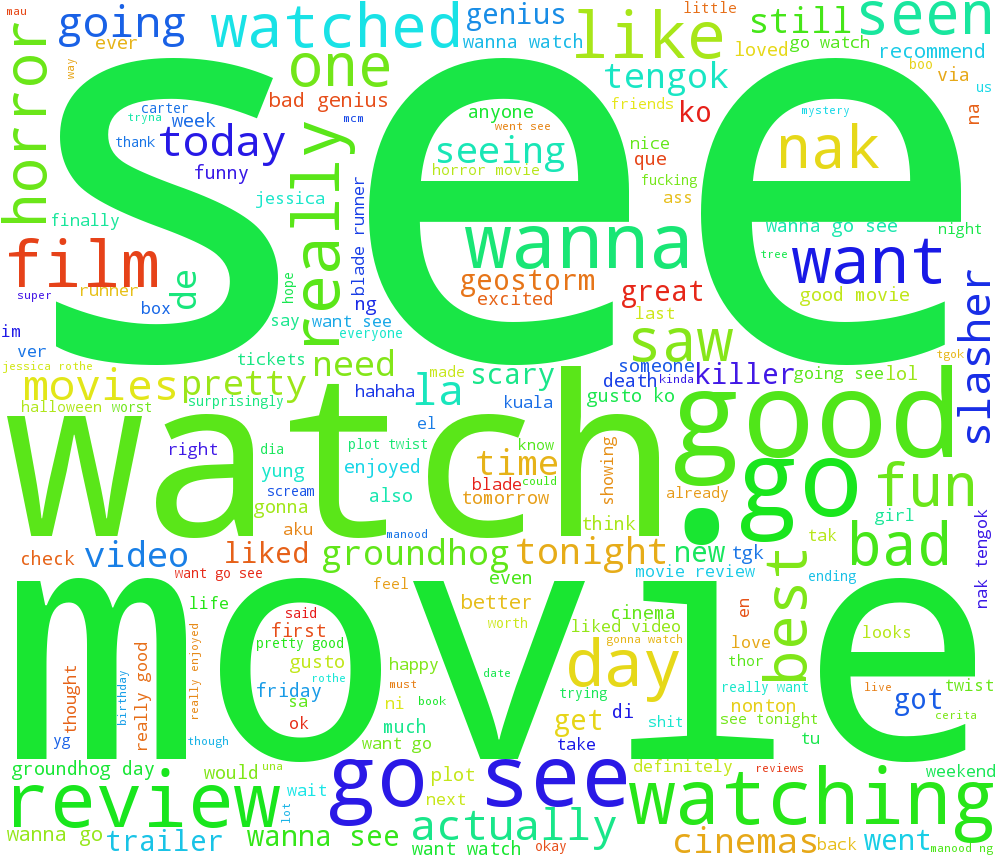 mau
going
ever
watched
genius
wanna watch
like
little
still
loved
go watch
seen
recommend
boo
via
us
horror
way
one
bad genius
tengok
friends
ko
na
carter
tryna
week
mcm
thank
today
funny
really
anyone
went see
seeing
horror movie
nice
que
fucking
ass
mystery
nak
jessica
finally
see
blade runner
wanna
wanna go see
night
film
de
hope
geostorm
excited
great
want
tree
good movie
super
runner
box
ng
last
slasher
im
say
want see
everyone
saw
ver
tickets
jessica rothe
need
scary
made
someone
death
kinda
killer
going see
lol
tgok
movies
pretty
hahaha
la
gusto ko
halloween worst
surprisingly
kuala
good
watch
right
dia
el
plot twist
know
yung
enjoyed
time
showing
go
fun
scream
blade
could
gonna
also
tomorrow
already
aku
think
girl
manood
tak
nak tengok
check
video
liked
groundhog
tonight
new
tgk
bad
best
want go see
feel
even
movie review
ending
movie
life
said
first
better
cinema
en
pretty good
worth
liked video
gonna watch
love
looks
thought
birthday
really good
really enjoyed
gusto
happy
day
thor
friday
rothe
must
date
trying
really want
live
twist
sa
ni
book
get
di
nonton
got
ok
much
shit
see tonight
cerita
yg
though
want go
take
tu
groundhog day
would
una
go see
plot
definitely
reviews
weekend
review
lot
wait
next
watching
wanna go
trailer
wanna see
actually
want watch
okay
cinemas
back
went
manood ng